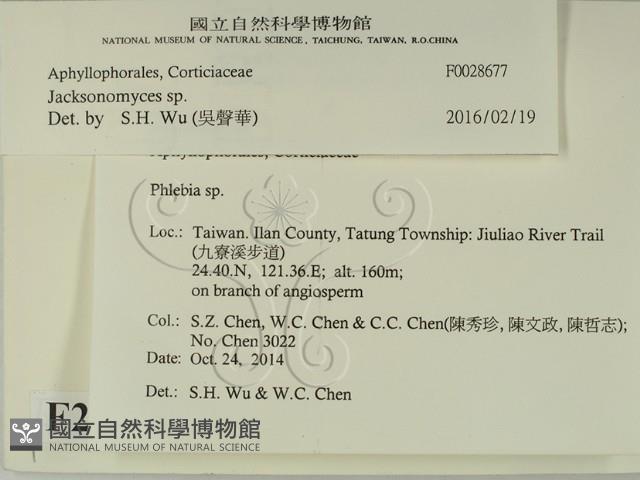 國立自然科學博物館
NATIONAL MUSEUM OF NATURAL SCIENCE, TAICHUNG, TAIWAN, R.O.CHINA
Aphyllophorales, Corticiaceae F0028677
Jacksonomyces sp.
Det. by S.H. Wu (吳聲華) 2016/02/19
Aphyllophorales, Corticiaceae
Phlebia sp.
Loc.: Taiwan. Ilan County, Tatung Township: Jiuliao River Trail
(九寮溪步道)
24.40.N, 121.36.E; alt. 160m;
on branch of angiosperm
Col.: S.Z. Chen, W.C. Chen & C.C. Chen(陳秀珍, 陳文政, 陳哲志);
No, Chen 3022
Date: Oct. 24, 2014
Det.: S.H. Wu & W.C. Chen
F2
國立自然科學博物館
NATIONAL MUSEUM OF NATURAL SCIENCE